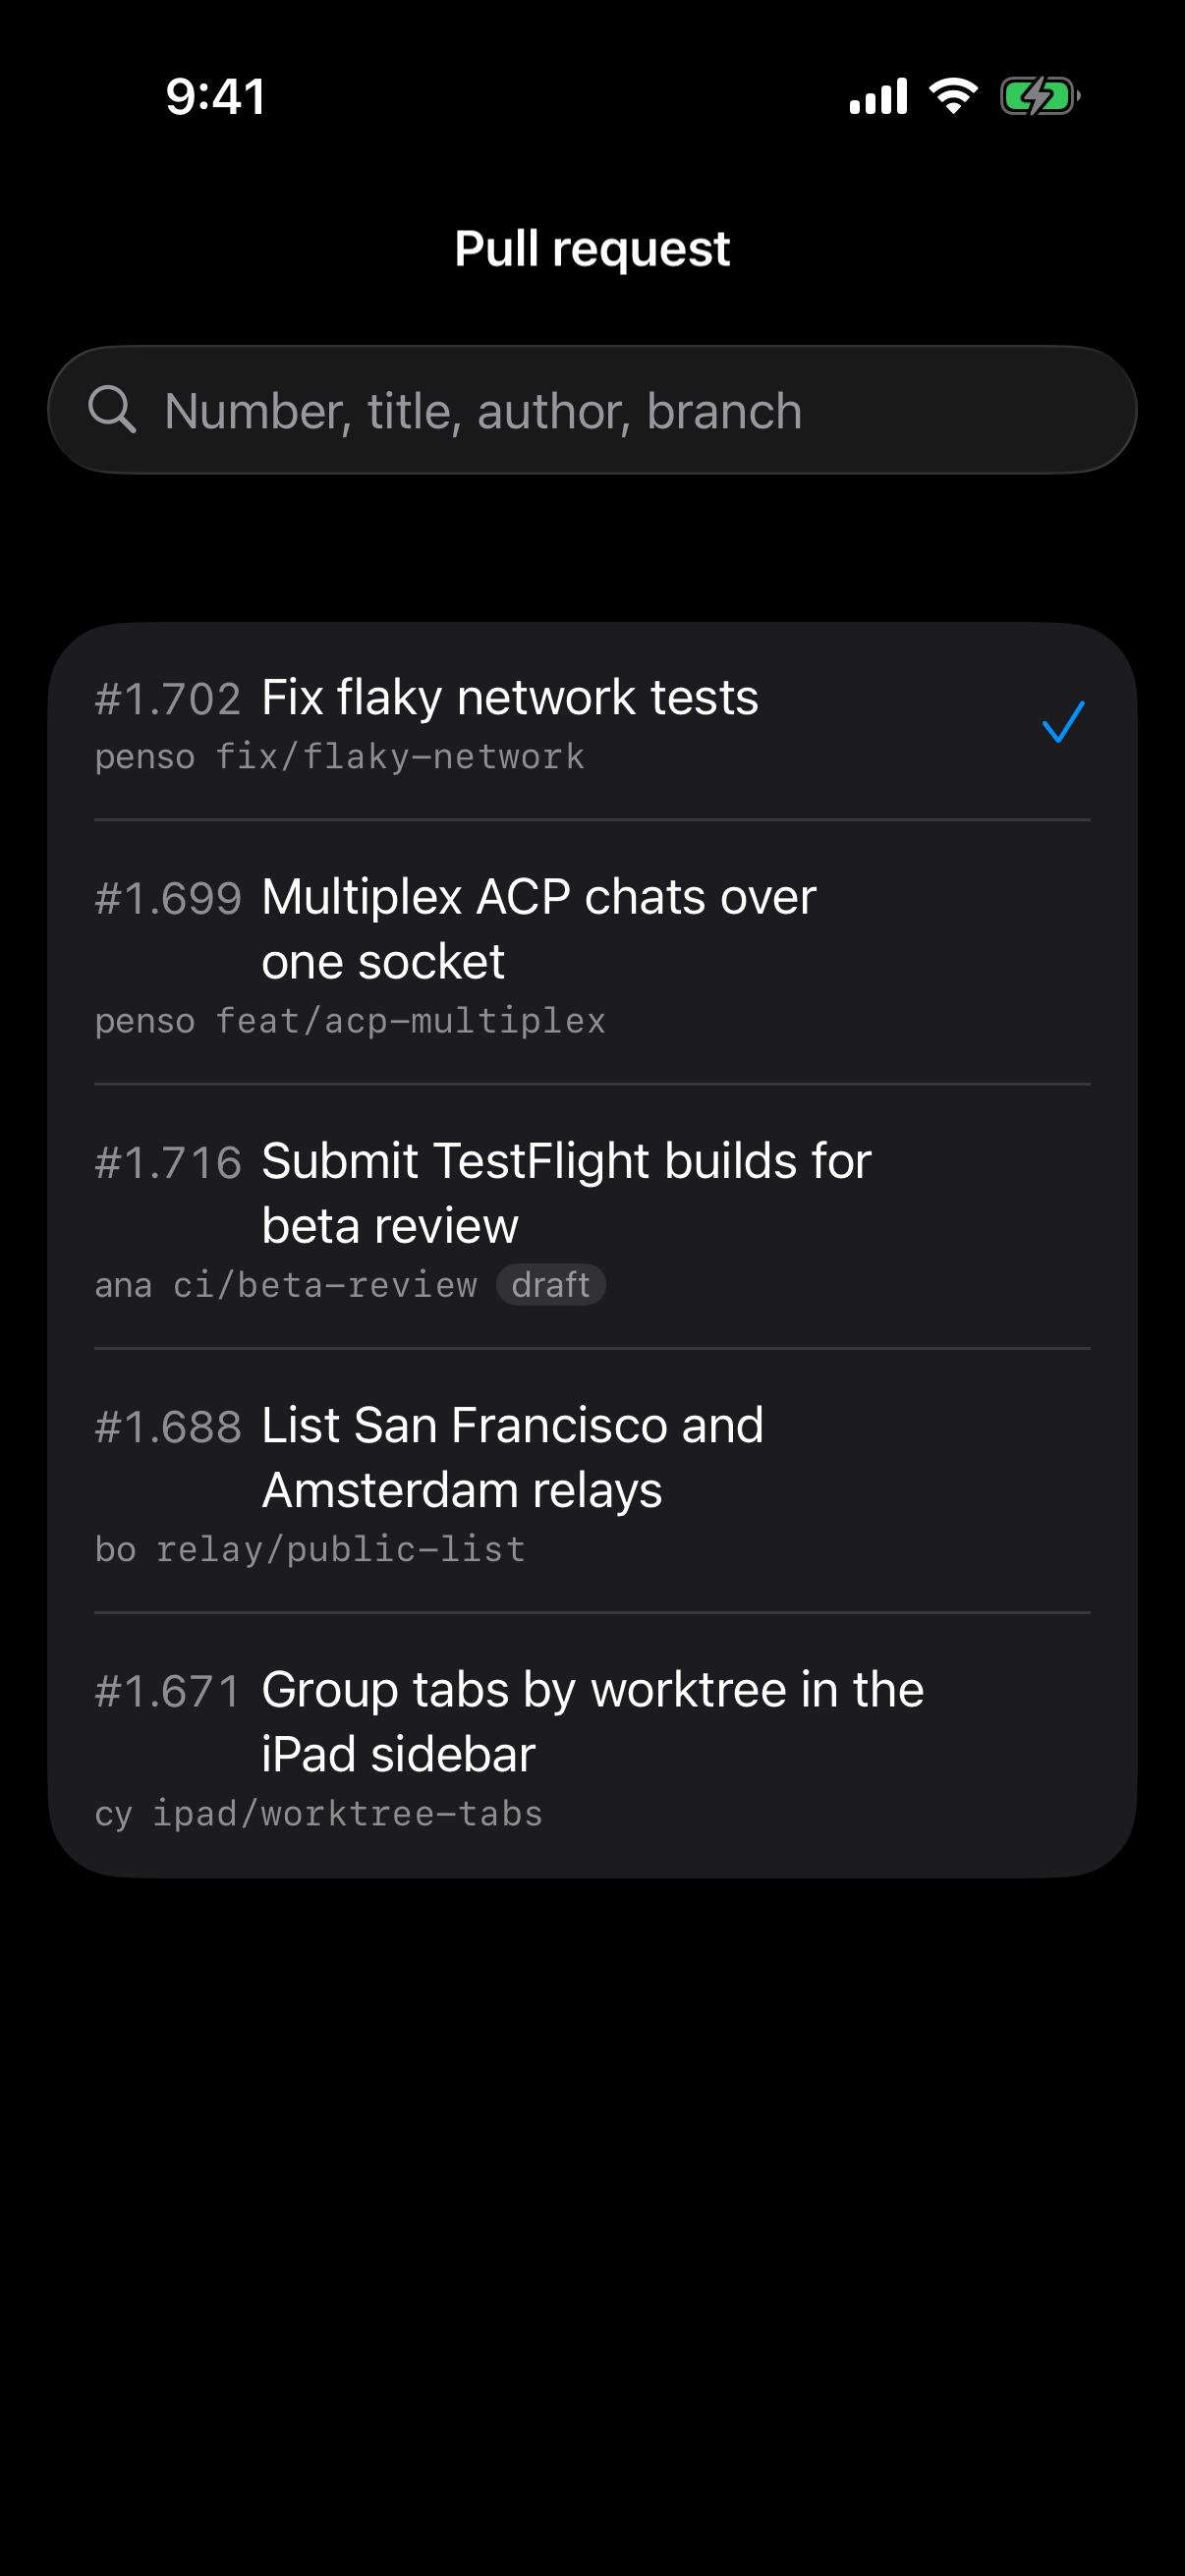 9:41
Pull request
Number, title, author, branch
#1.702 Fix flaky network tests
penso fix/flaky-network
#1.699 Multiplex ACP chats over
one socket
penso feat/acp-multiplex
#1.716 Submit TestFlight builds for
beta review
ana ci/beta-review draft
#1.688 List San Francisco and
Amsterdam relays
bo relay/public-list
#1.671 Group tabs by worktree in the
iPad sidebar
cy ipad/worktree-tabs